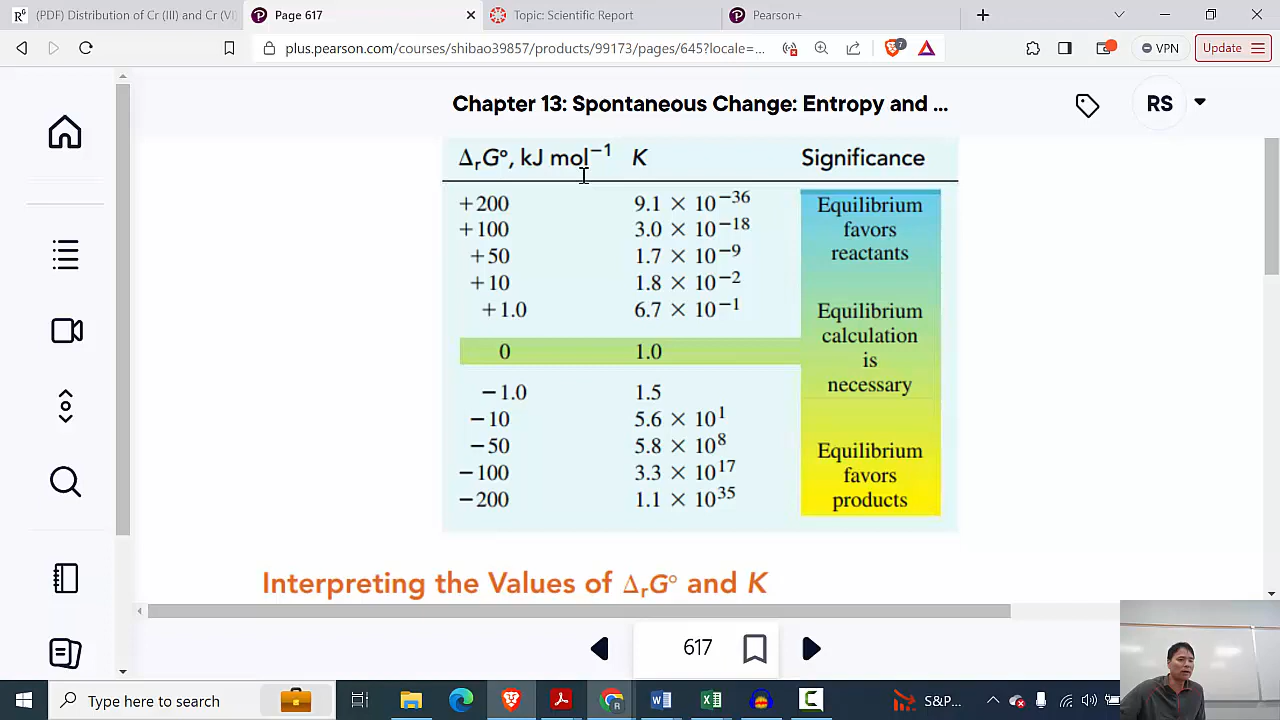 (PDF) Distribution of Cr (III) and Cr (VI)
Page 617
Topic: Scientific Report
Pearson+
plus.pearson.com/courses/shibao39857/products/99173/pages/645?locale=...
7
VPN
Update
Chapter 13: Spontaneous Change: Entropy and ...
RS
ΔrG°, kJ mol⁻¹ K Significance
+200 9.1 × 10⁻³⁶
+100 3.0 × 10⁻¹⁸
+50 1.7 × 10⁻⁹
+10 1.8 × 10⁻²
+1.0 6.7 × 10⁻¹
0 1.0
−1.0 1.5
−10 5.6 × 10¹
−50 5.8 × 10⁸
−100 3.3 × 10¹⁷
−200 1.1 × 10³⁵
Equilibrium
favors
reactants
Equilibrium
calculation
is
necessary
Equilibrium
favors
products
Interpreting the Values of ΔrG° and K
617
Type here to search
S&P...